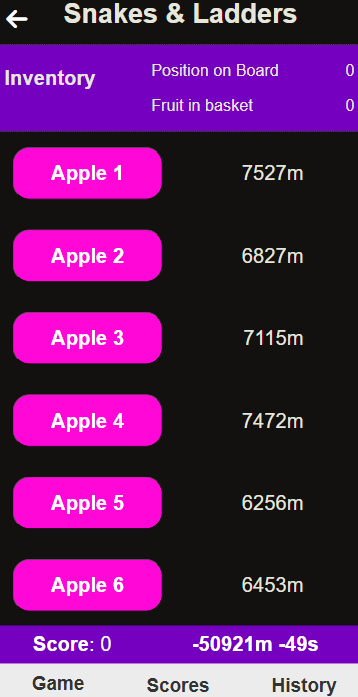 Snakes & Ladders
Inventory
Position on Board 0
Fruit in basket 0
Apple 1 7527m
Apple 2 6827m
Apple 3 7115m
Apple 4 7472m
Apple 5 6256m
Apple 6 6453m
Score: 0 -50921m -49s
Game Scores History